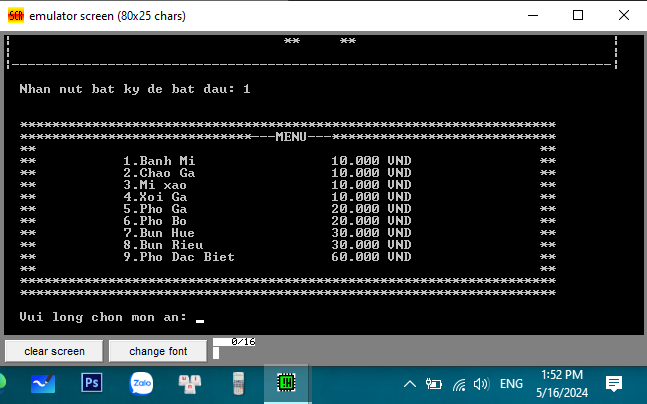 SCR emulator screen (80x25 chars)
** **
|---------------------------------------------------------------------------|
Nhan nut bat ky de bat dau: 1
*******************************************************************
*****************************---MENU---****************************
** **
** 1.Banh Mi 10.000 VND **
** 2.Chao Ga 10.000 VND **
** 3.Mi xao 10.000 VND **
** 4.Xoi Ga 10.000 VND **
** 5.Pho Ga 20.000 VND **
** 6.Pho Bo 20.000 VND **
** 7.Bun Hue 30.000 VND **
** 8.Bun Rieu 30.000 VND **
** 9.Pho Dac Biet 60.000 VND **
** **
*******************************************************************
*******************************************************************
Vui long chon mon an: _
clear screen change font 0/16
Ps Zalo ENG 1:52 PM
5/16/2024